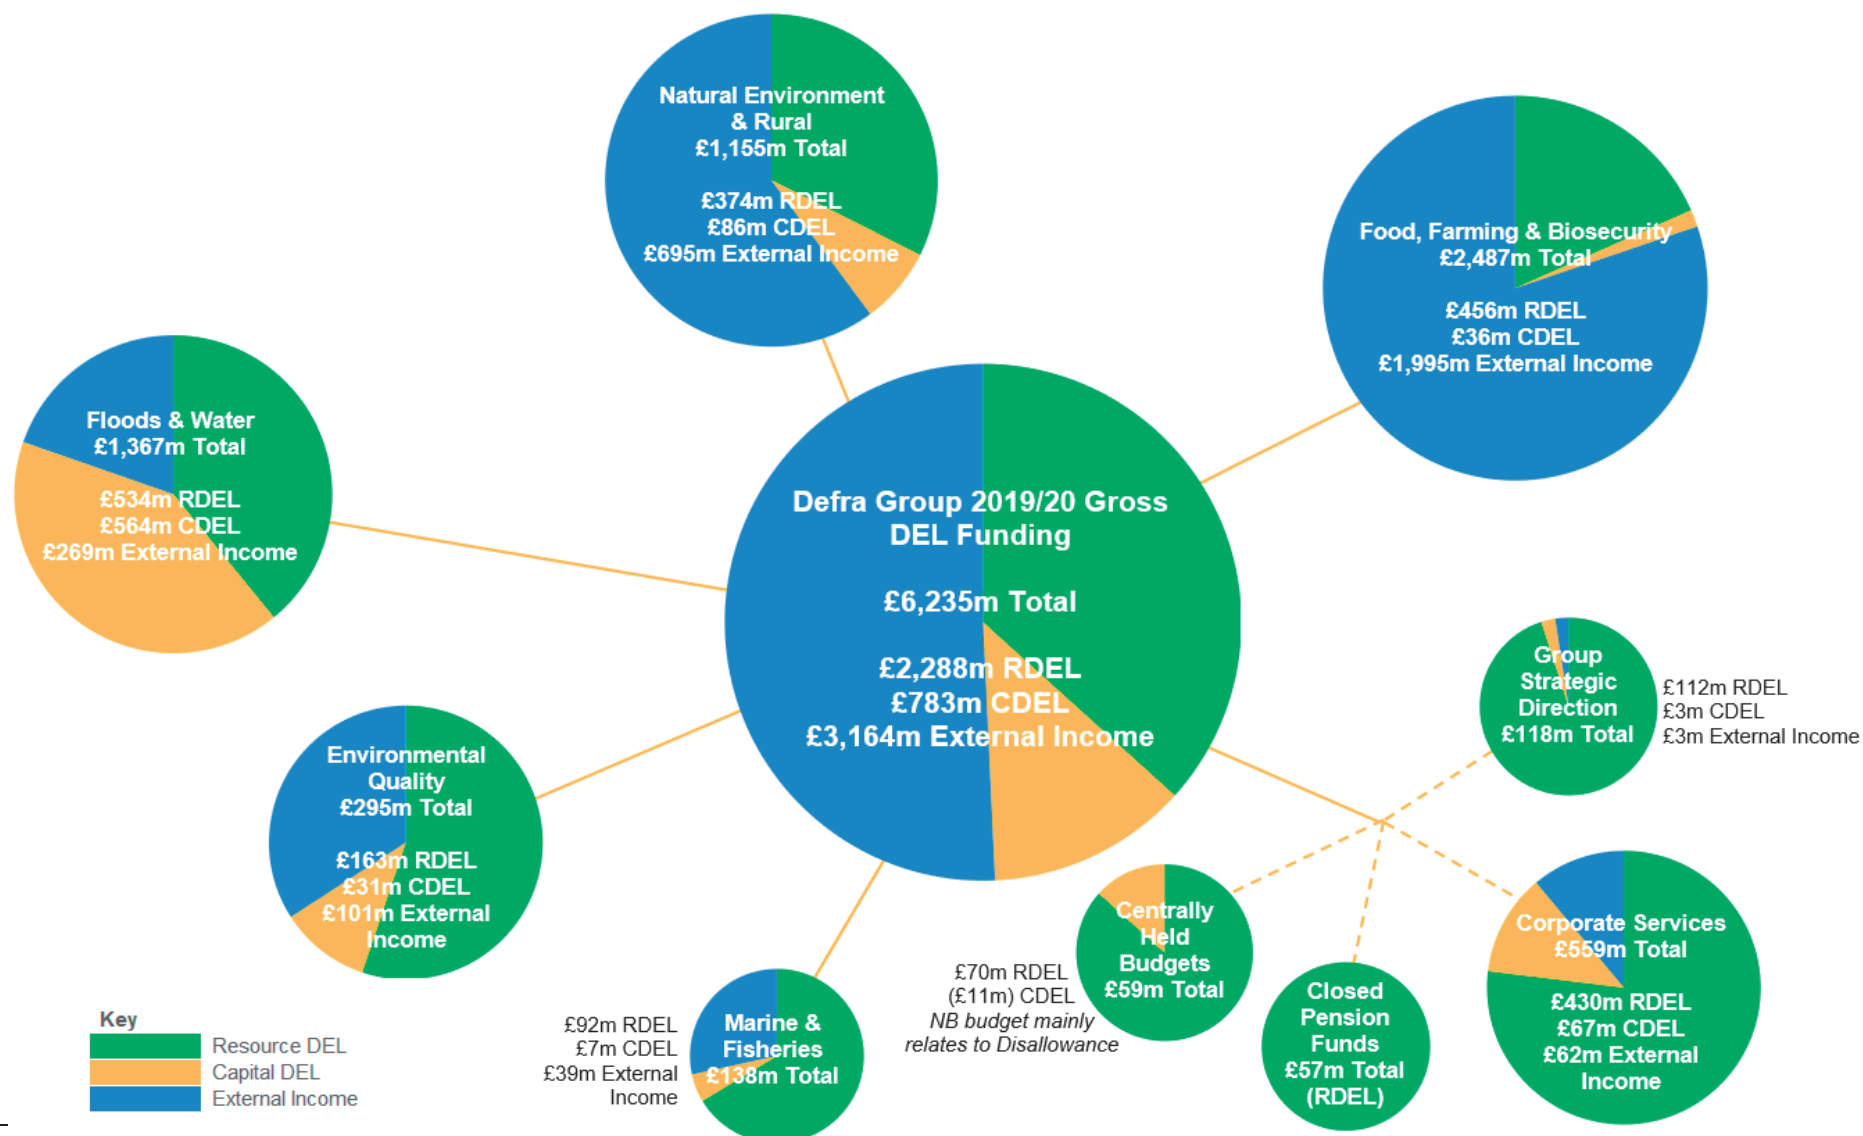 Natural Environment
& Rural
£1,155m Total
£374m RDEL
£86m CDEL
£695m External Income
Food, Farming & Biosecurity
£2,487m Total
£456m RDEL
£36m CDEL
£1,995m External Income
Floods & Water
£1,367m Total
£534m RDEL
£564m CDEL
£269m External Income
Defra Group 2019/20 Gross
DEL Funding
£6,235m Total
£2,288m RDEL
£783m CDEL
£3,164m External Income
Group
Strategic
Direction
£118m Total
£112m RDEL
£3m CDEL
£3m External Income
Environmental
Quality
£295m Total
£163m RDEL
£31m CDEL
£101m External
Income
Centrally
Held
Budgets
£59m Total
£70m RDEL
(£11m) CDEL
NB budget mainly
relates to Disallowance
Corporate Services
£559m Total
£430m RDEL
£67m CDEL
£62m External
Income
Closed
Pension
Funds
£57m Total
(RDEL)
Marine &
Fisheries
£138m Total
£92m RDEL
£7m CDEL
£39m External
Income
Key
Resource DEL
Capital DEL
External Income